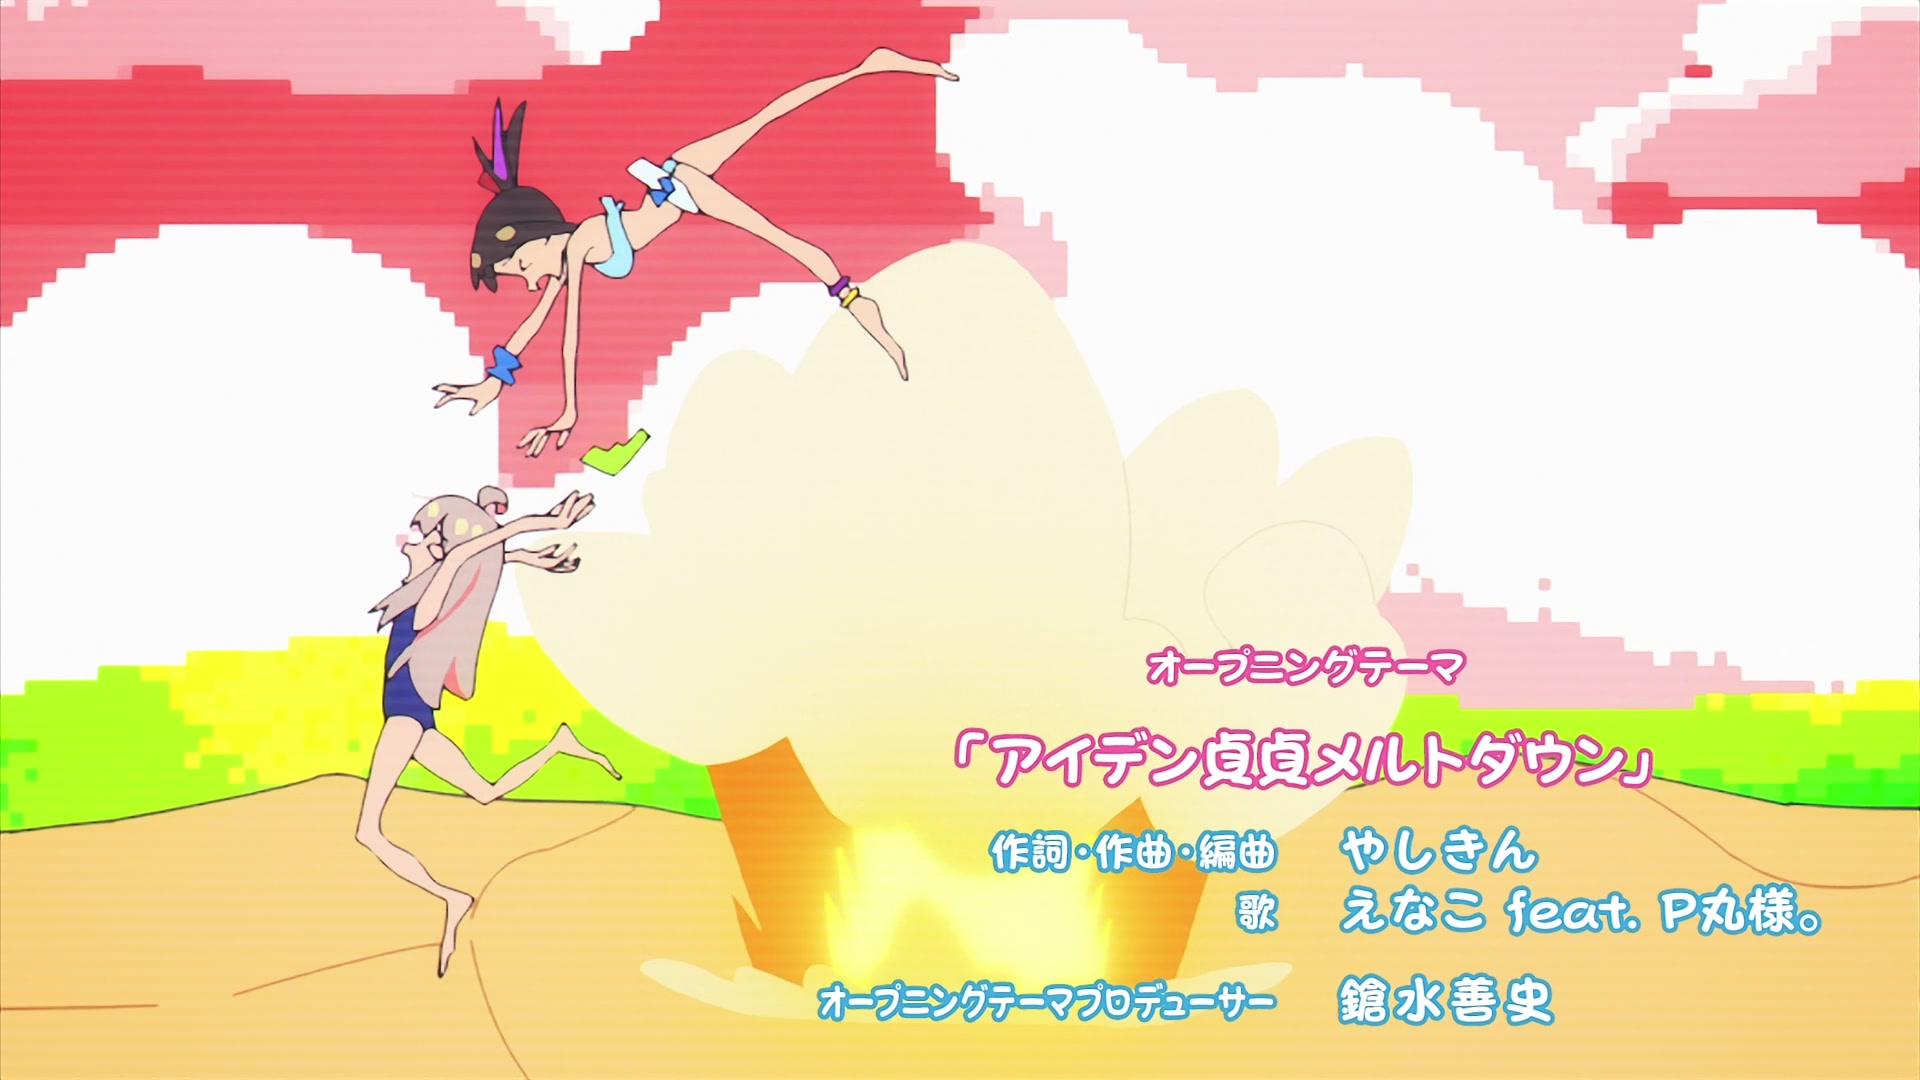 オープニングテーマ
「アイデン貞貞メルトダウン」
作詞・作曲・編曲 やしきん
歌 えなこ feat. P丸様。
オープニングテーマプロデューサー 鎗水善史